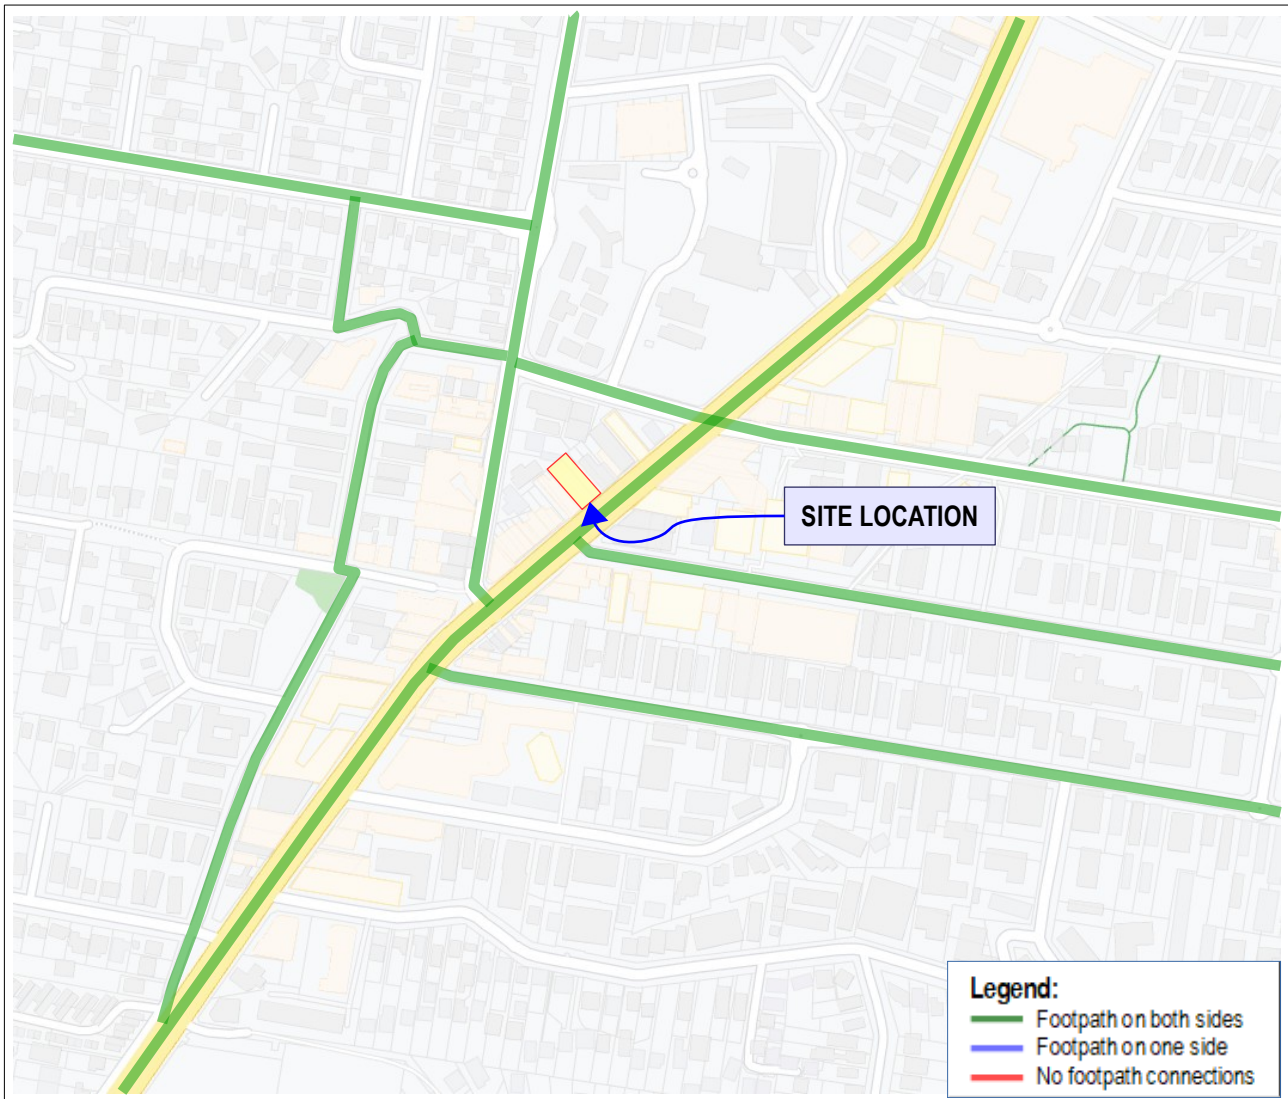 SITE LOCATION
Legend:
Footpath on both sides
Footpath on one side
No footpath connections